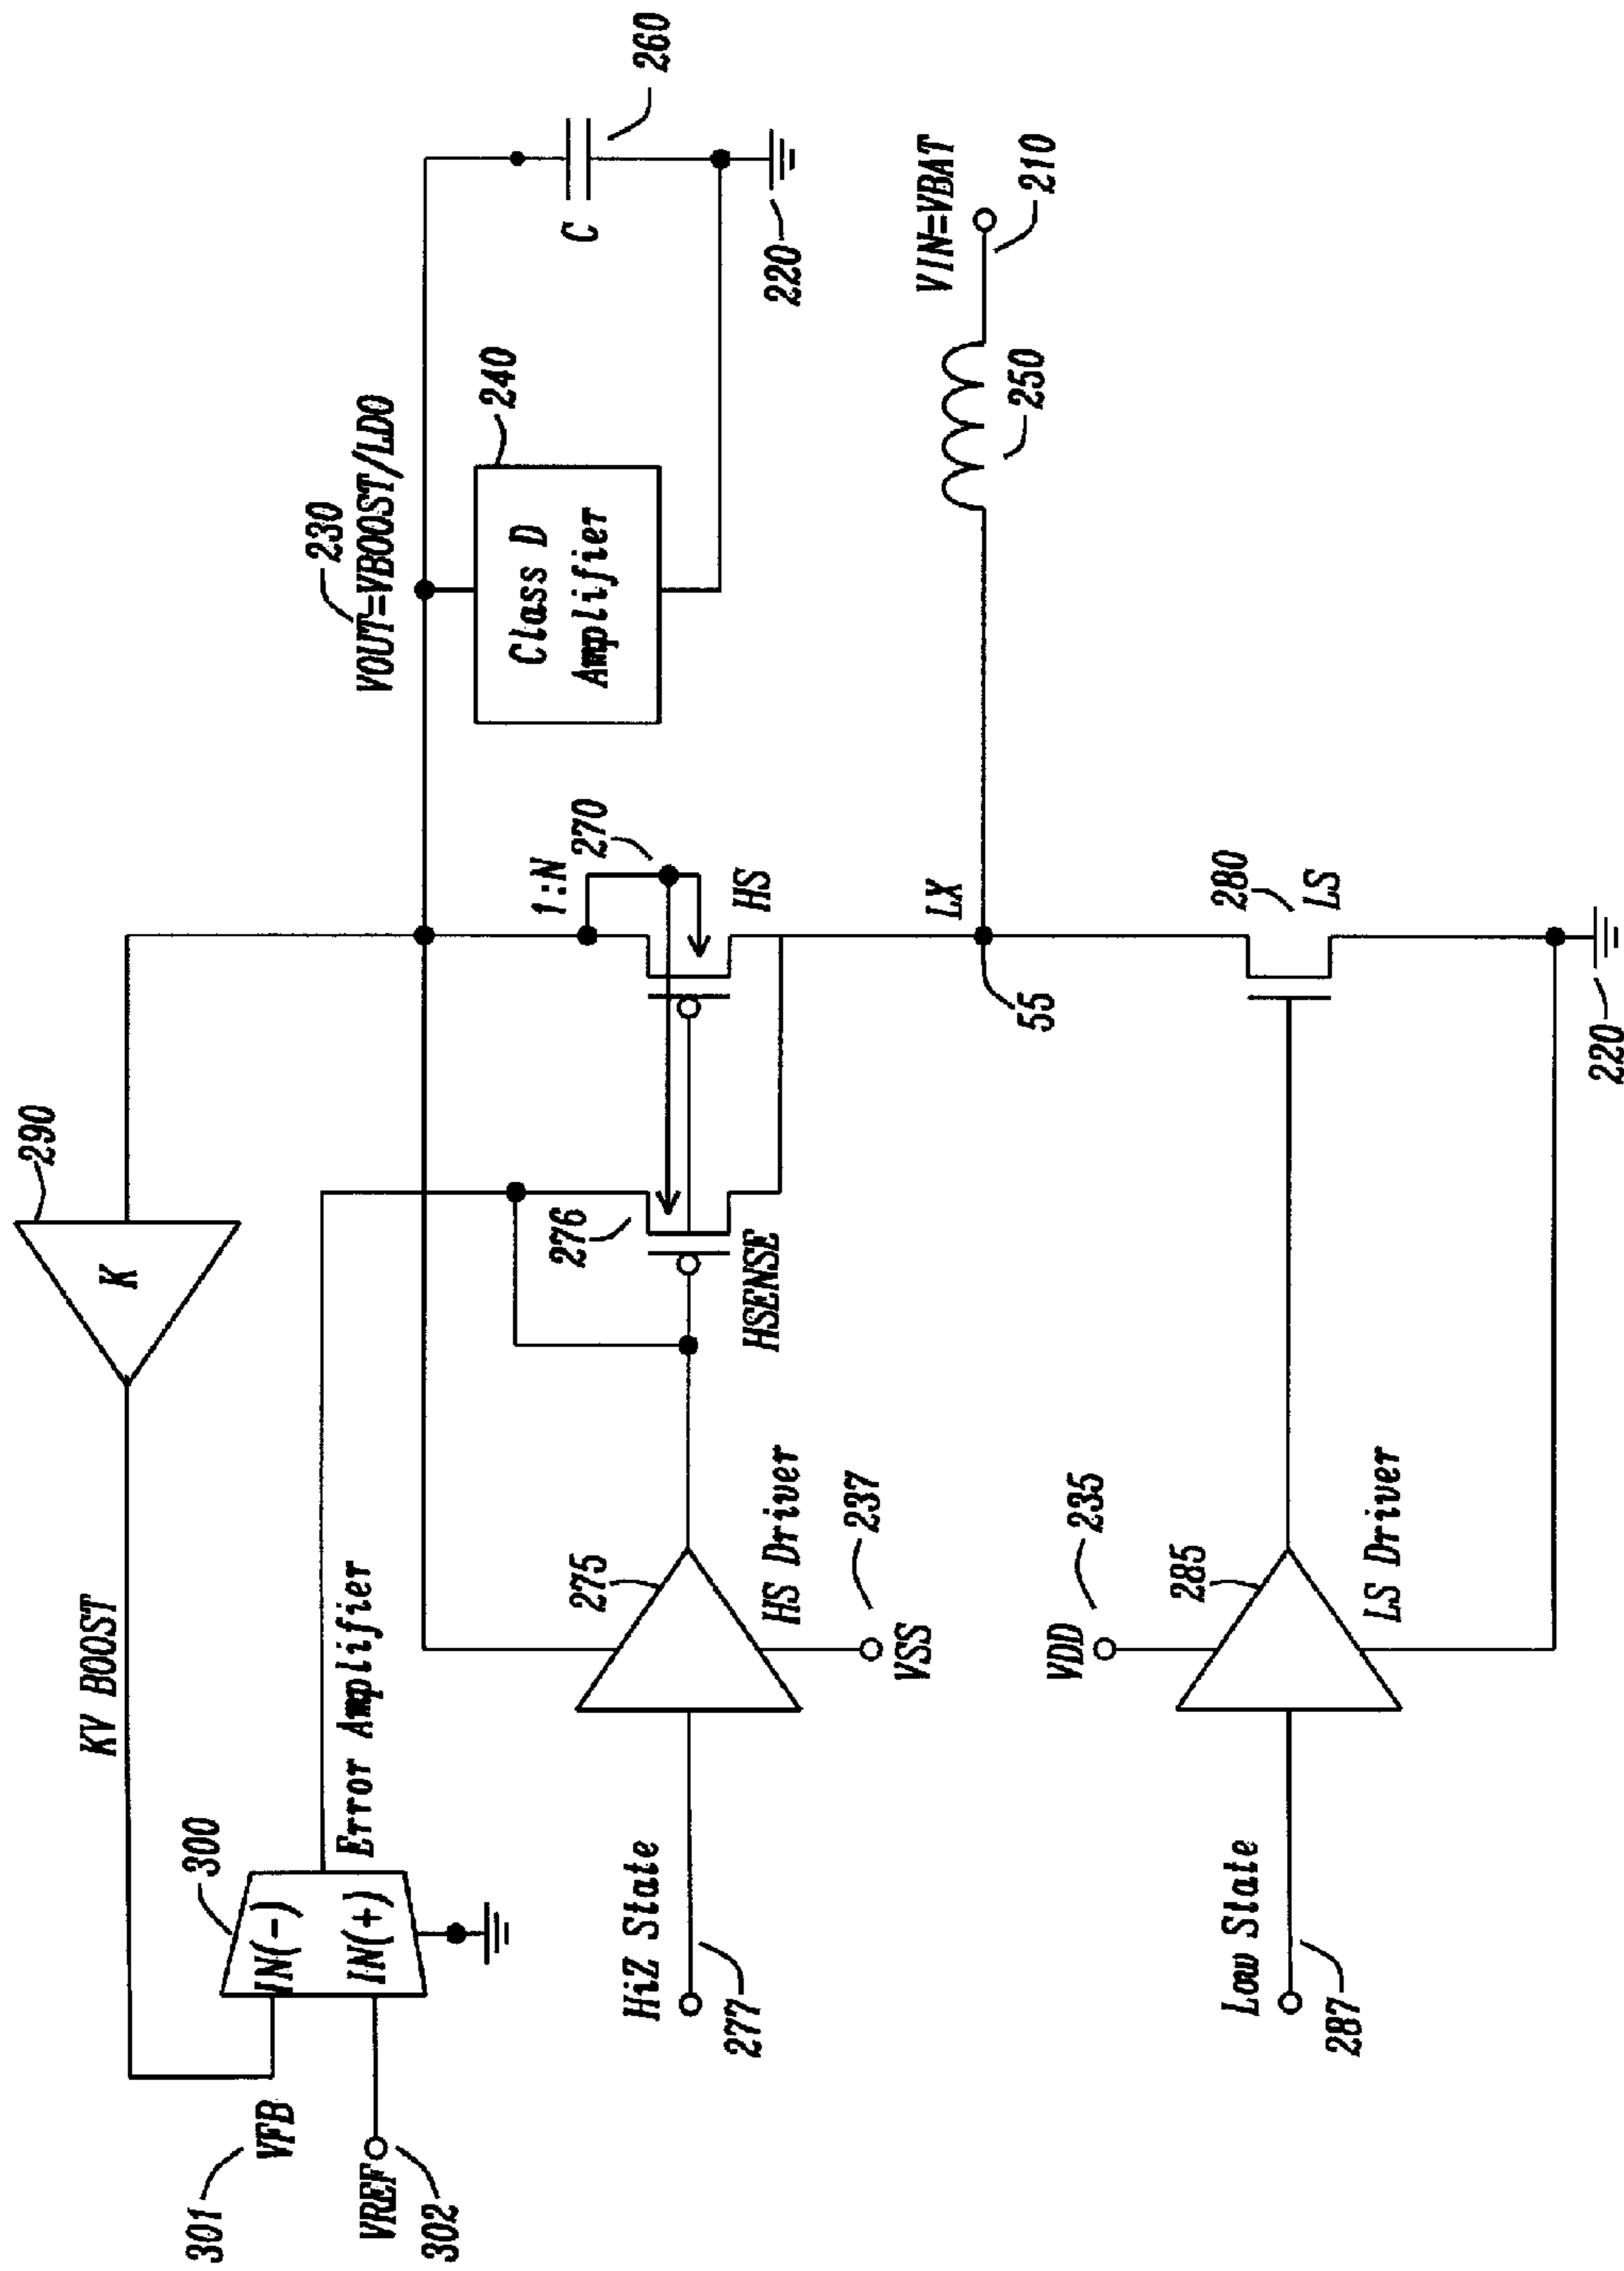 301
VFB
VREF
302
300
IN(-)
IN(+)
Error Amplifier
KV BOOST
K
290
HiZ State
277
275
HS Driver
VSS
237
276
HSENSE
1:N
270
HS
230
VOUT=VBOOST/LDO
240
Class D
Amplifier
C
260
220
VIN=VBAT
210
250
LX
55
Low State
287
VDD
235
285
LS Driver
280
LS
220